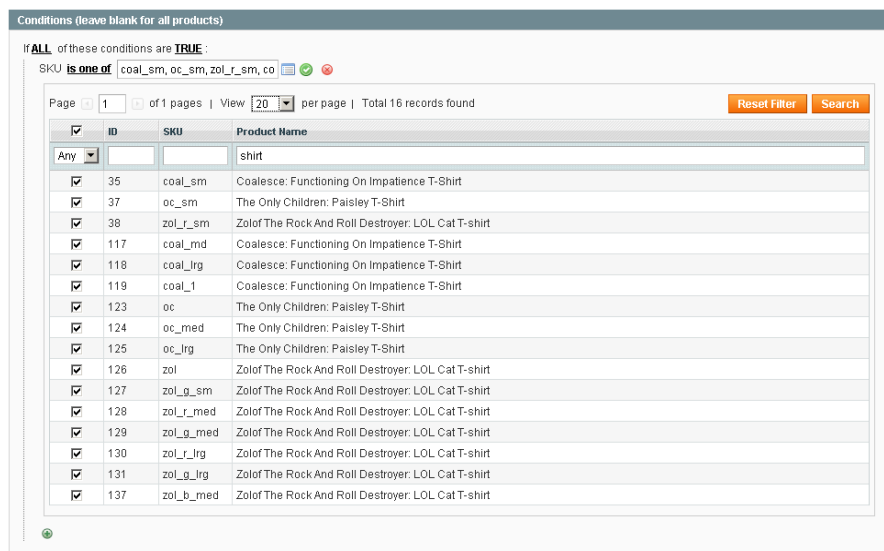 Conditions (leave blank for all products)
If ALL of these conditions are TRUE :
SKU is one of coal_sm, oc_sm, zol_r_sm, co
Page 1 of 1 pages | View 20 per page | Total 16 records found Reset Filter Search
ID SKU Product Name
Any shirt
35 coal_sm Coalesce: Functioning On Impatience T-Shirt
37 oc_sm The Only Children: Paisley T-Shirt
38 zol_r_sm Zolof The Rock And Roll Destroyer: LOL Cat T-shirt
117 coal_md Coalesce: Functioning On Impatience T-Shirt
118 coal_lrg Coalesce: Functioning On Impatience T-Shirt
119 coal_1 Coalesce: Functioning On Impatience T-Shirt
123 oc The Only Children: Paisley T-Shirt
124 oc_med The Only Children: Paisley T-Shirt
125 oc_lrg The Only Children: Paisley T-Shirt
126 zol Zolof The Rock And Roll Destroyer: LOL Cat T-shirt
127 zol_g_sm Zolof The Rock And Roll Destroyer: LOL Cat T-shirt
128 zol_r_med Zolof The Rock And Roll Destroyer: LOL Cat T-shirt
129 zol_g_med Zolof The Rock And Roll Destroyer: LOL Cat T-shirt
130 zol_r_lrg Zolof The Rock And Roll Destroyer: LOL Cat T-shirt
131 zol_g_lrg Zolof The Rock And Roll Destroyer: LOL Cat T-shirt
137 zol_b_med Zolof The Rock And Roll Destroyer: LOL Cat T-shirt